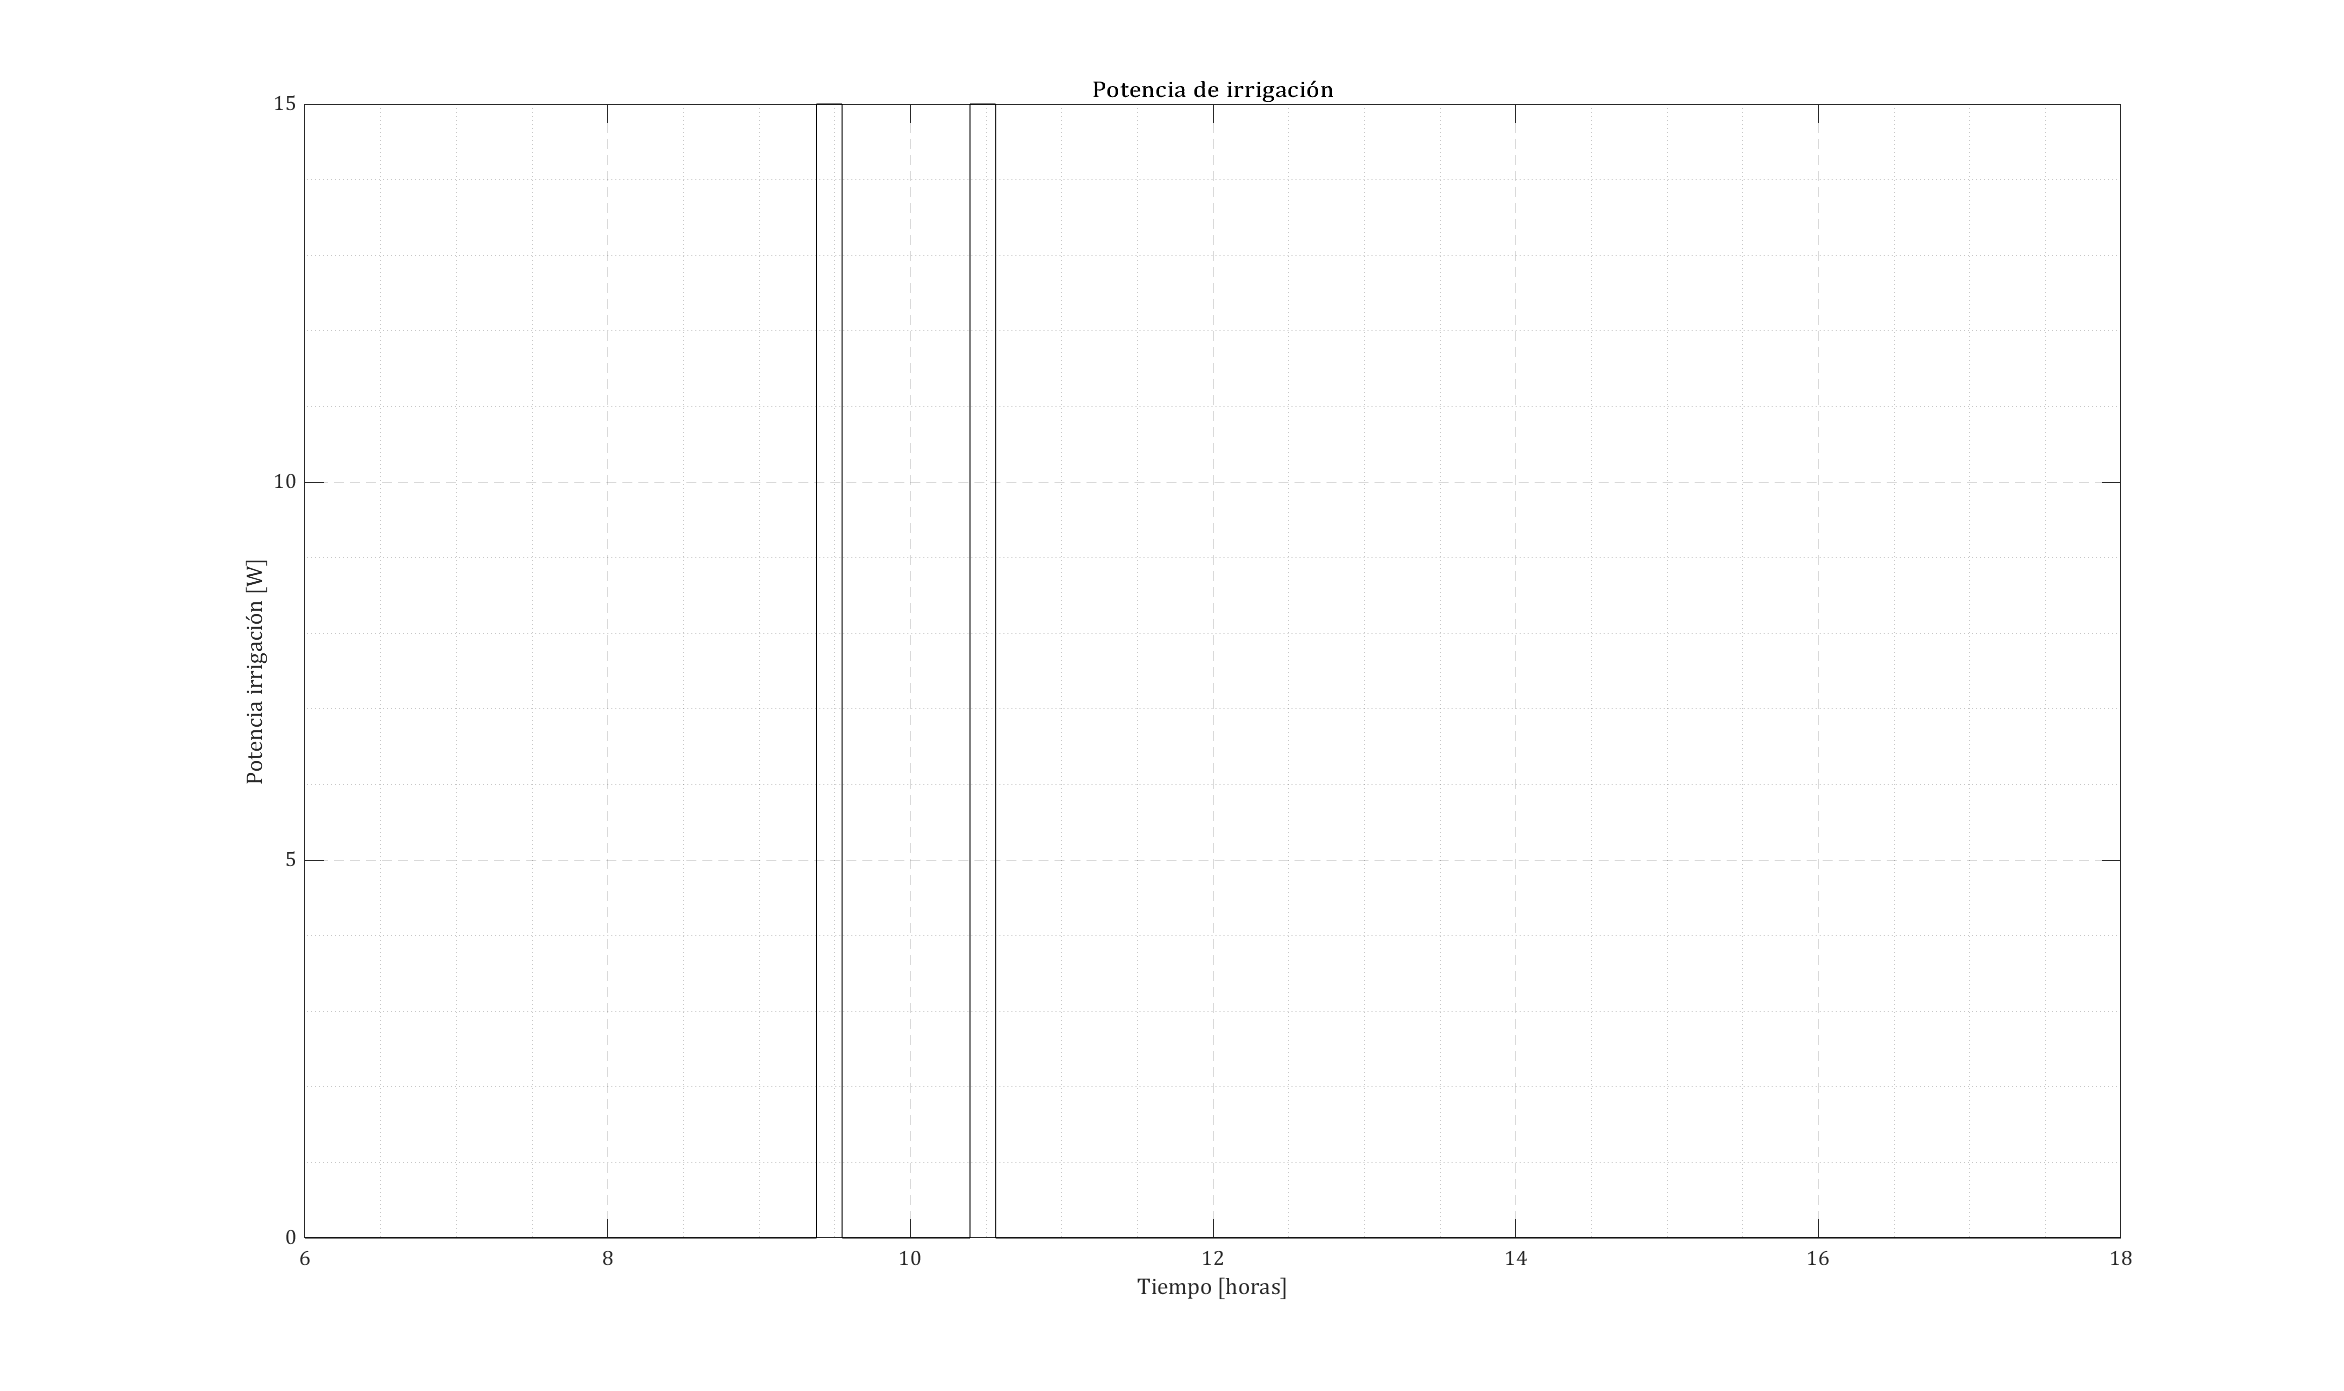 Potencia de irrigación
15
10
5
0
Potencia irrigación [W]
6 8 10 12 14 16 18
Tiempo [horas]